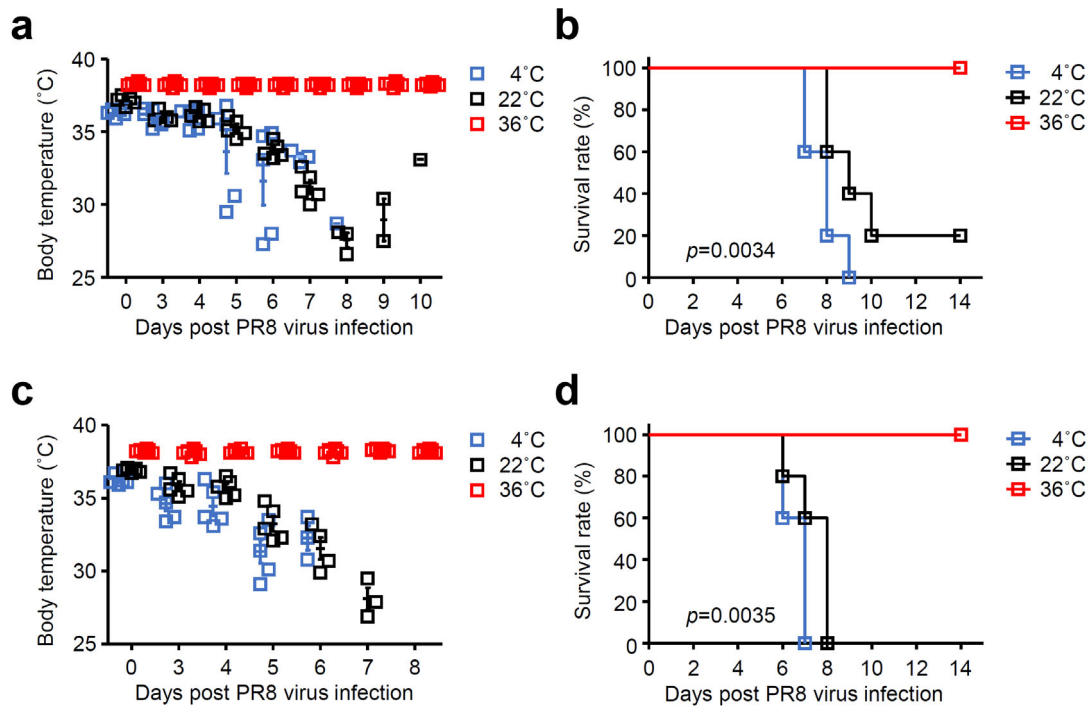 a
Body temperature (˚C)
40
35
30
25
0 3 4 5 6 7 8 9 10
Days post PR8 virus infection
4˚C
22˚C
36˚C
b
Survival rate (%)
100
80
60
40
20
0
0 2 4 6 8 10 12 14
Days post PR8 virus infection
p=0.0034
4˚C
22˚C
36˚C
c
Body temperature (˚C)
40
35
30
25
0 3 4 5 6 7 8
Days post PR8 virus infection
4˚C
22˚C
36˚C
d
Survival rate (%)
100
80
60
100
20
0
0 2 4 6 8 10 12 14
Days post PR8 virus infection
p=0.0035
4˚C
22˚C
36˚C